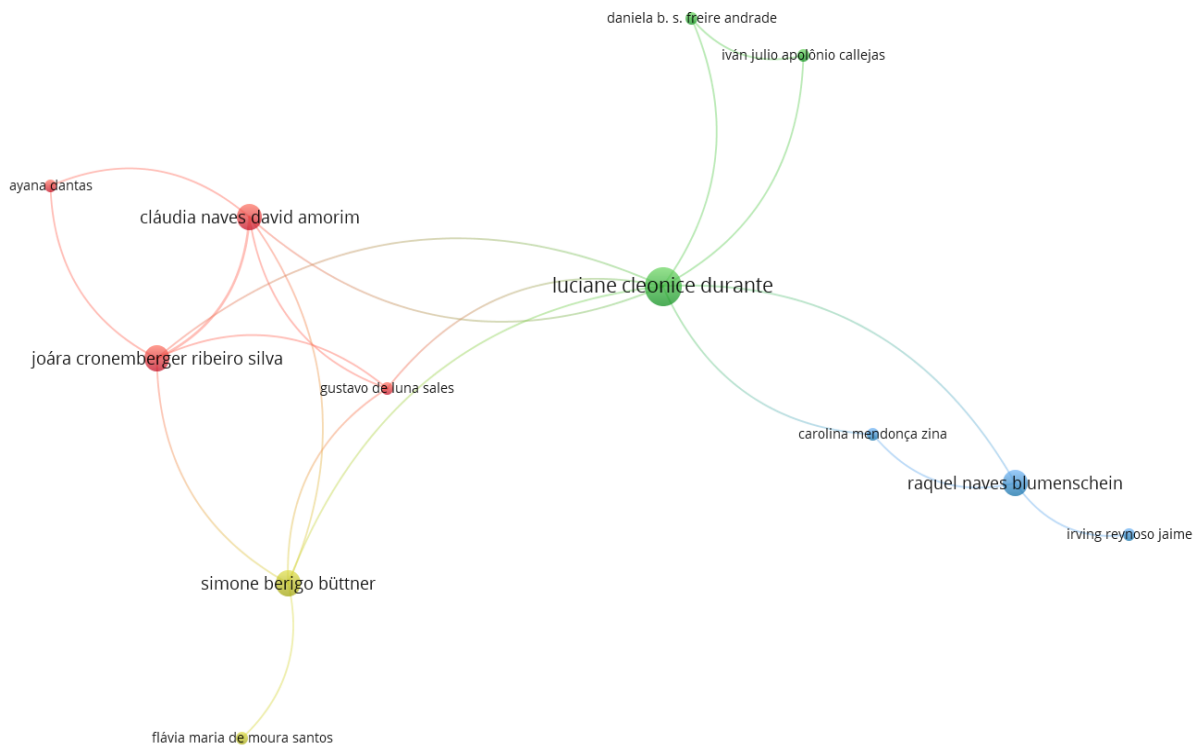 daniela b. s. freire andrade
iván julio apolônio callejas
ayana dantas
cláudia naves david amorim
luciane cleonice durante
joára cronemberger ribeiro silva
gustavo de luna sales
carolina mendonça zina
raquel naves blumenschein
irving reynoso jaime
simone berigo büttner
flávia maria de moura santos